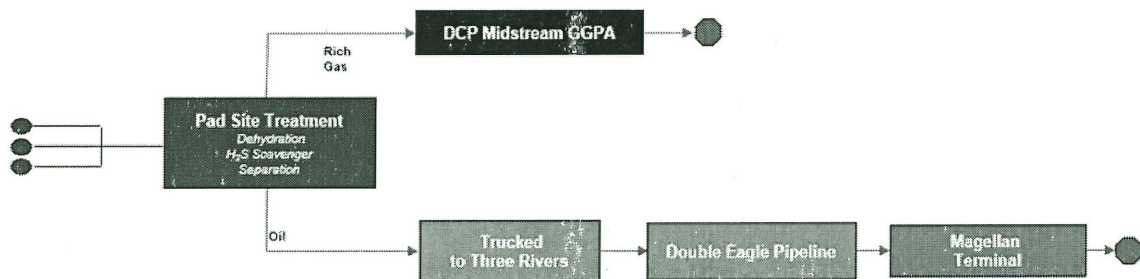 DCP Midstream GGPA
Rich
Gas
Pad Site Treatment
Dehydration
H₂S Scavenger
Separation
Oil
Trucked
to Three Rivers
Double Eagle Pipeline
Magellan
Terminal